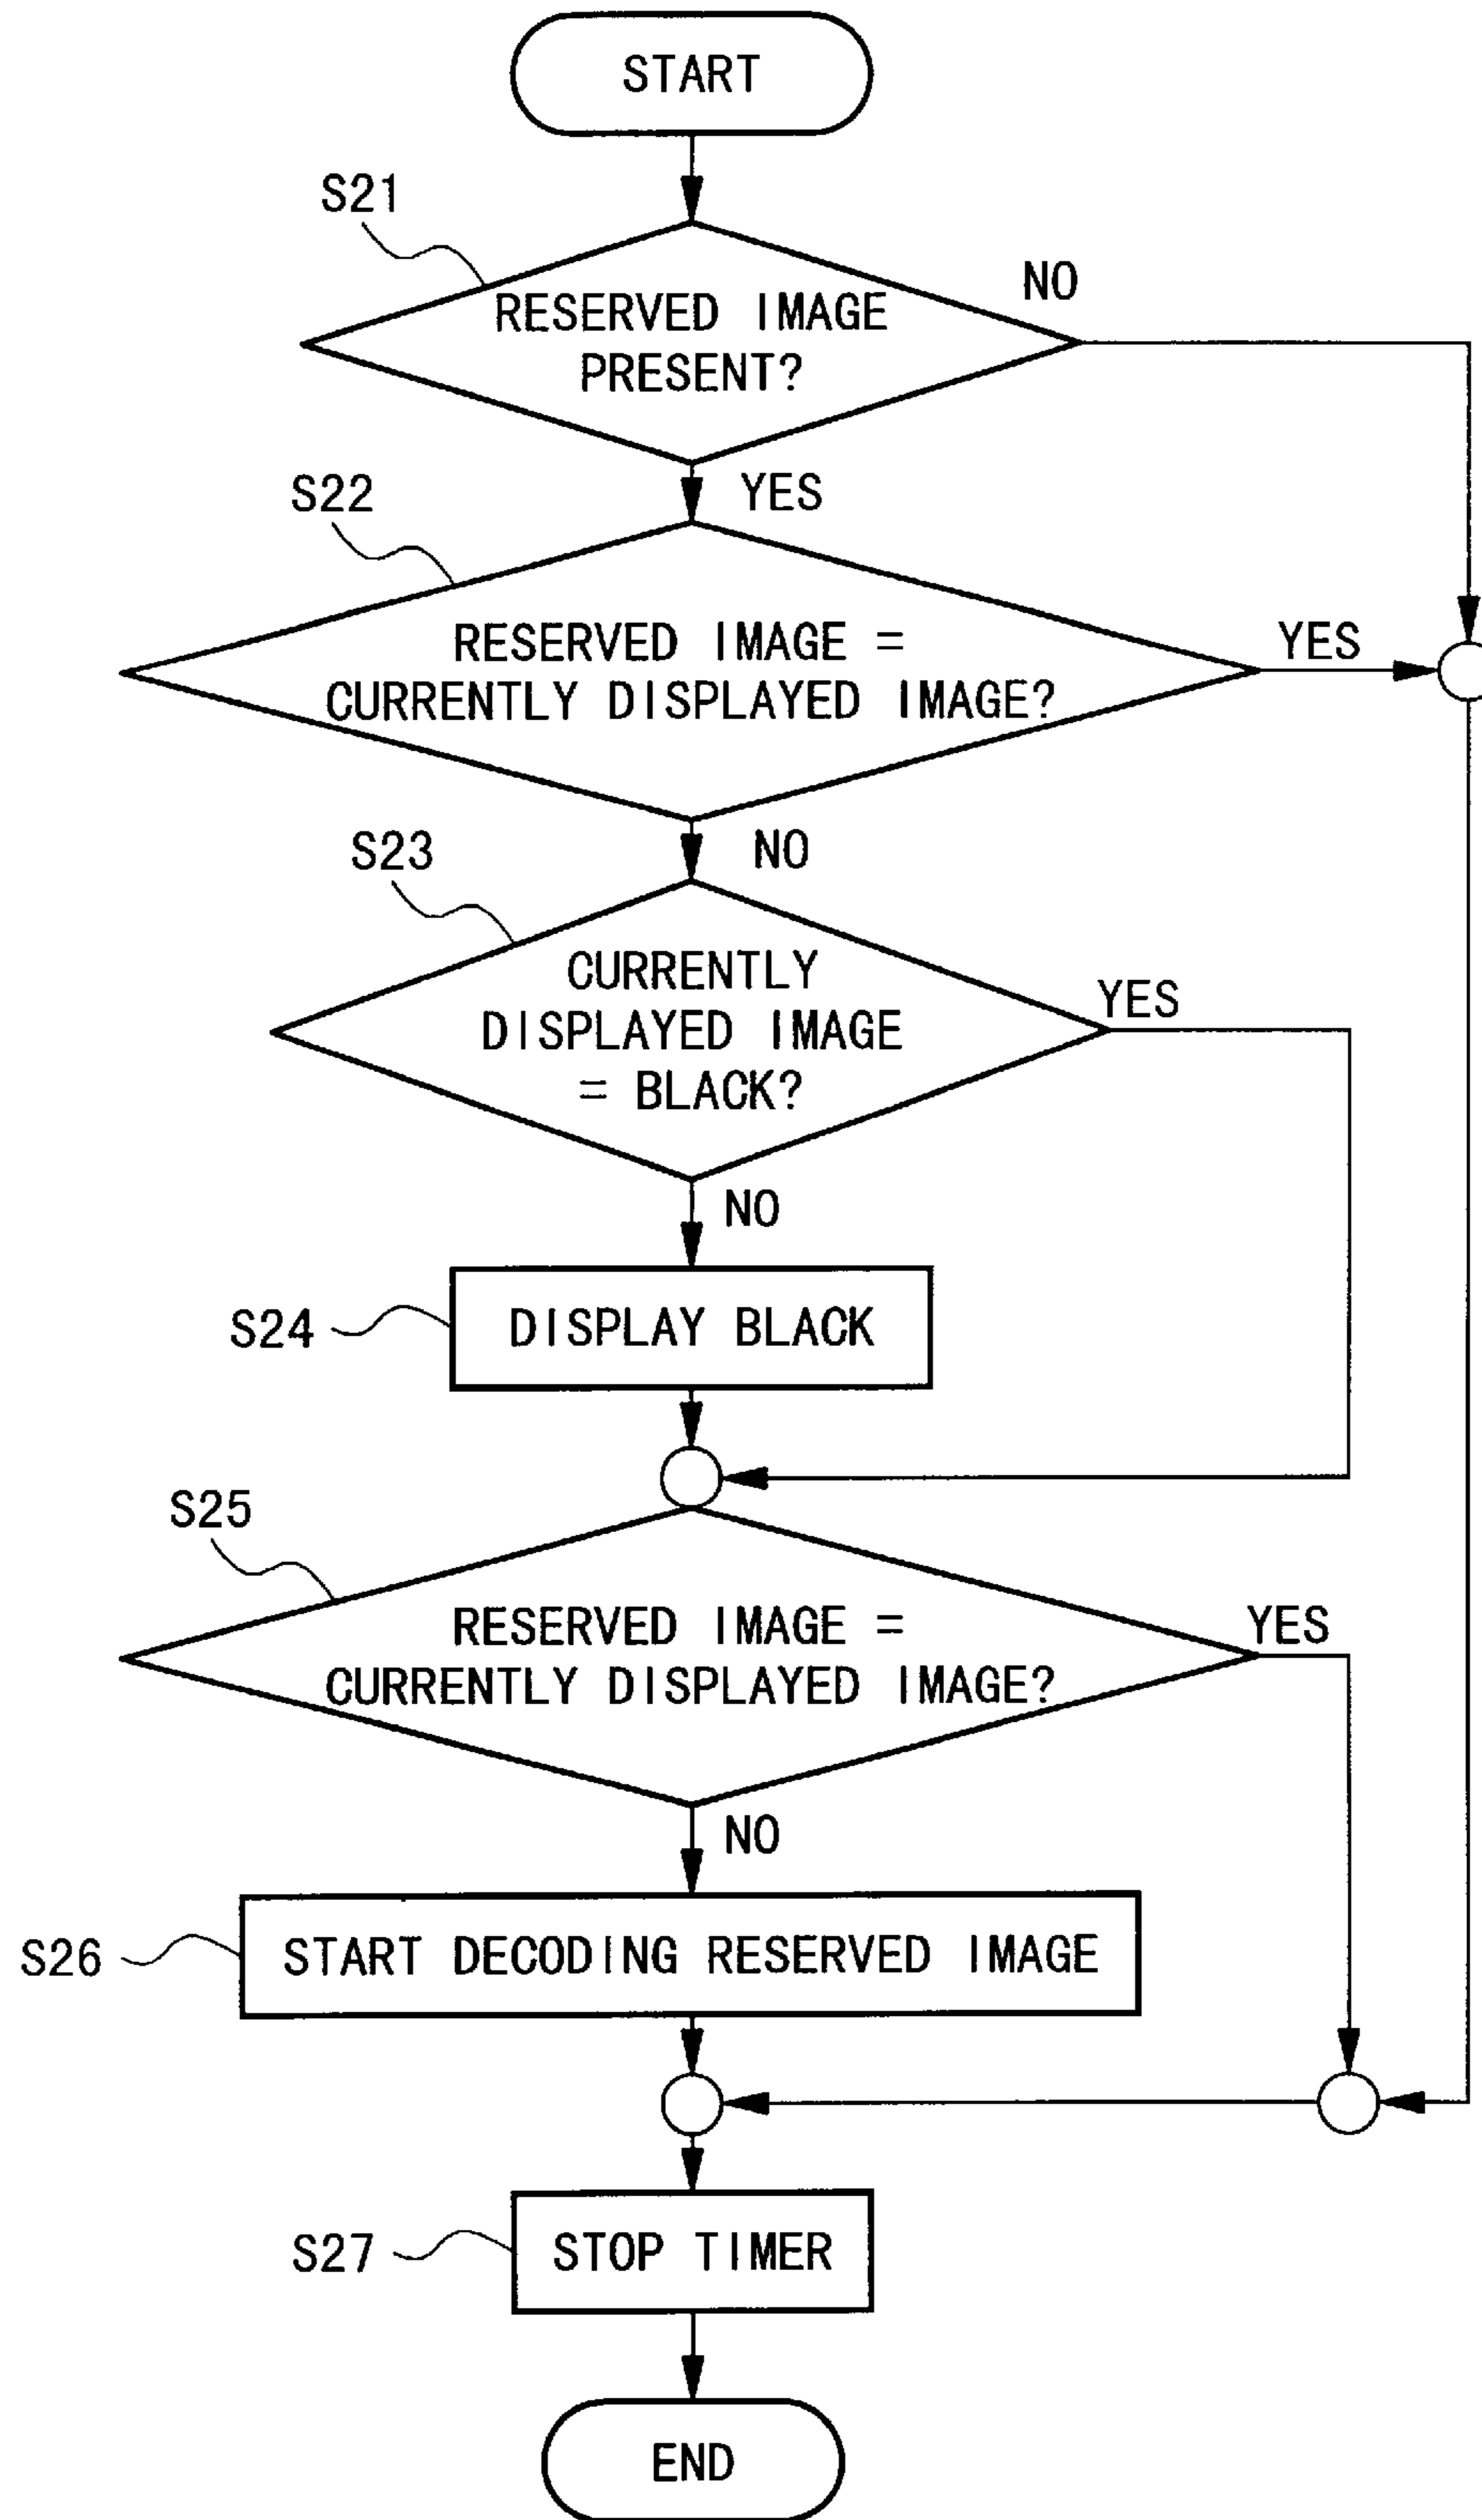 START
S21
NO
RESERVED IMAGE
PRESENT?
S22
YES
RESERVED IMAGE =
YES
CURRENTLY DISPLAYED IMAGE?
S23
NO
CURRENTLY
YES
DISPLAYED IMAGE
= BLACK?
NO
S24
DISPLAY BLACK
S25
RESERVED IMAGE =
YES
CURRENTLY DISPLAYED IMAGE?
NO
S26
START DECODING RESERVED IMAGE
S27
STOP TIMER
END